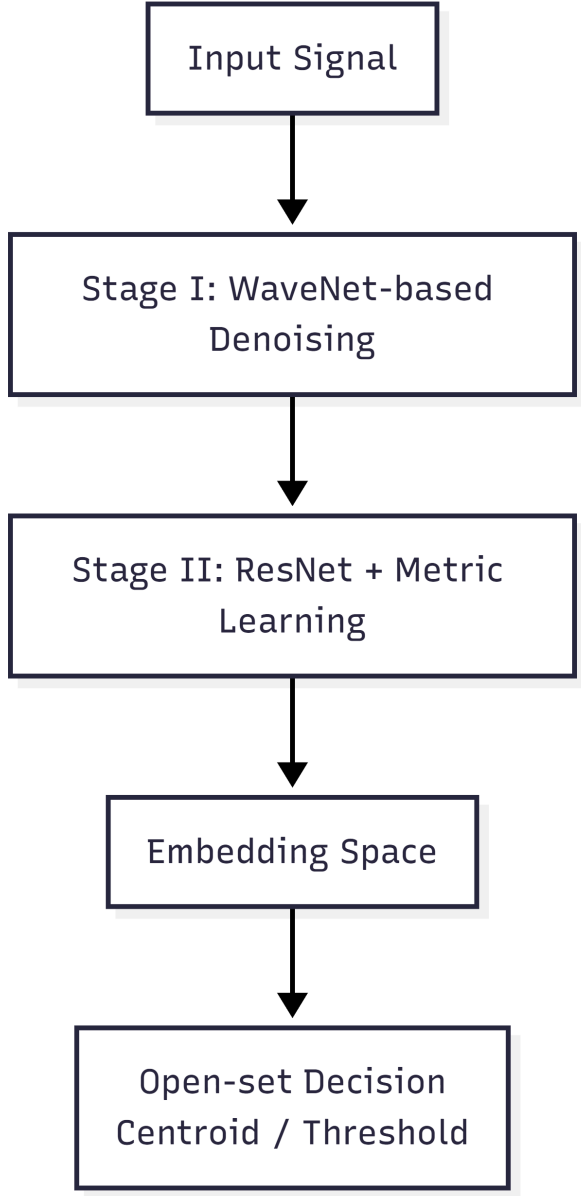 Input Signal
Stage I: WaveNet-based
Denoising
Stage II: ResNet + Metric
Learning
Embedding Space
Open-set Decision
Centroid / Threshold